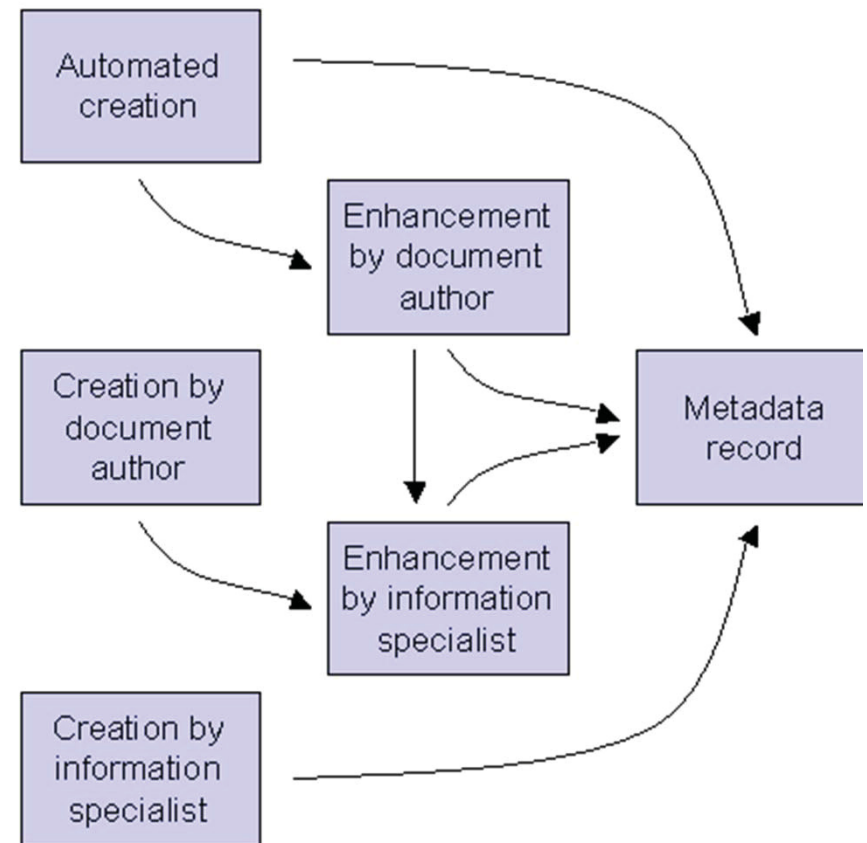 Automated
creation
Enhancement
by document
author
Creation by
document
author
Metadata
record
Enhancement
by information
specialist
Creation by
information
specialist